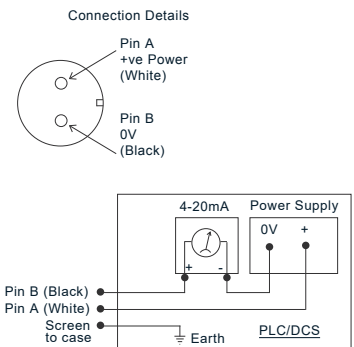 Connection Details
Pin A
+ve Power
(White)
Pin B
0V
(Black)
4-20mA
Power Supply
0V +
+ -
Pin B (Black)
Pin A (White)
Screen
to case
Earth
PLC/DCS